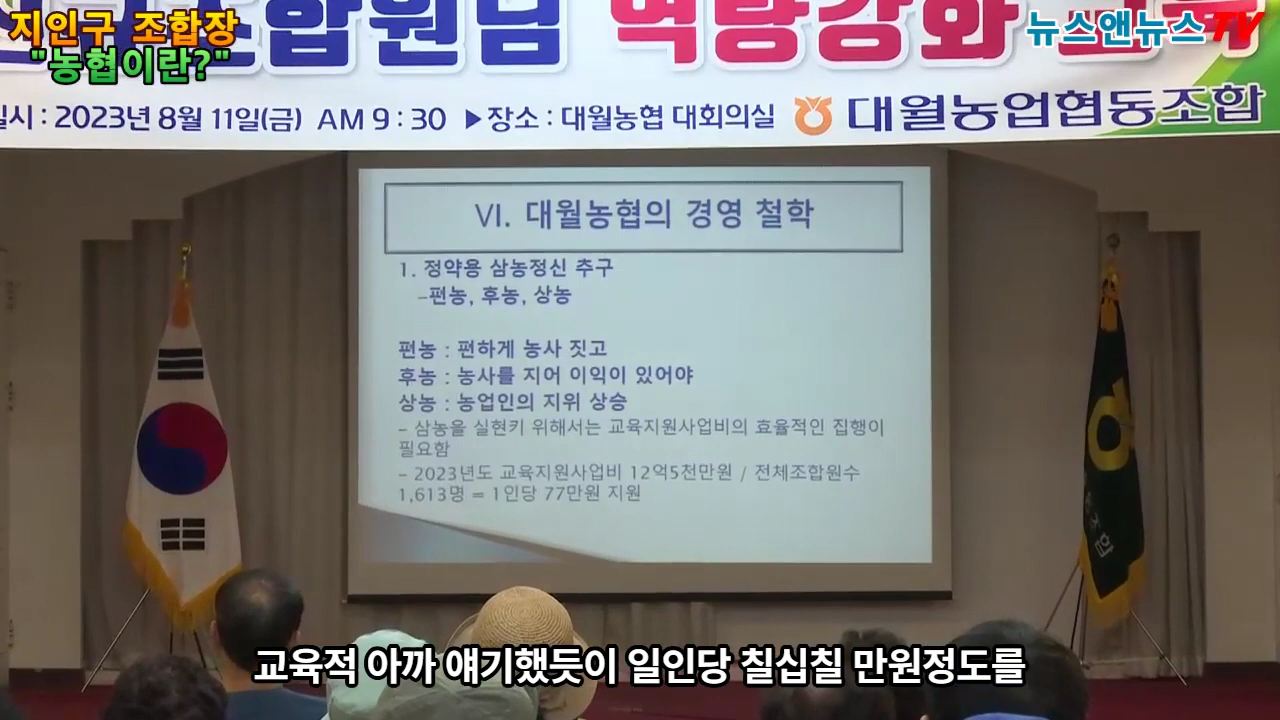 지인구 조합장
"농협이란?"
뉴스앤뉴스TV
조합원님 역량강화 교육
일시 : 2023년 8월 11일(금) AM 9 : 30 ▶장소 : 대월농협 대회의실 대월농업협동조합
Ⅵ. 대월농협의 경영 철학
1. 정약용 삼농정신 추구
-편농, 후농, 상농
편농 : 편하게 농사 짓고
후농 : 농사를 지어 이익이 있어야
상농 : 농업인의 지위 상승
- 삼농을 실현키 위해서는 교육지원사업비의 효율적인 집행이
필요함
- 2023년도 교육지원사업비 12억5천만원 / 전체조합원수
1,613명 = 1인당 77만원 지원
교육적 아까 얘기했듯이 일인당 칠십칠 만원정도를